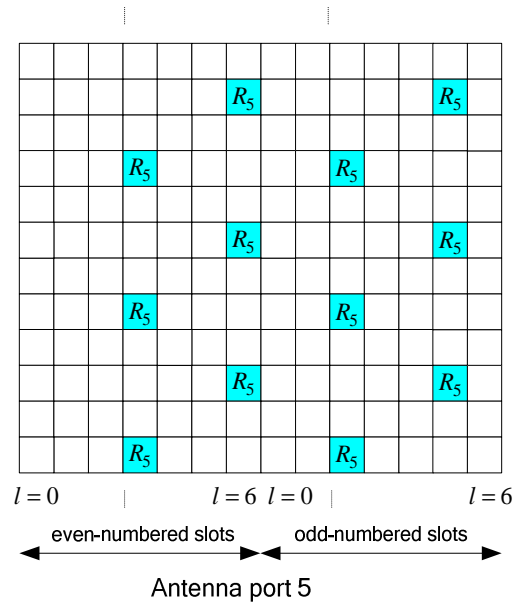 R₅ R₅
R₅ R₅
R₅ R₅
R₅ R₅
R₅ R₅
R₅ R₅
l = 0 l = 6 l = 0 l = 6
even-numbered slots odd-numbered slots
Antenna port 5